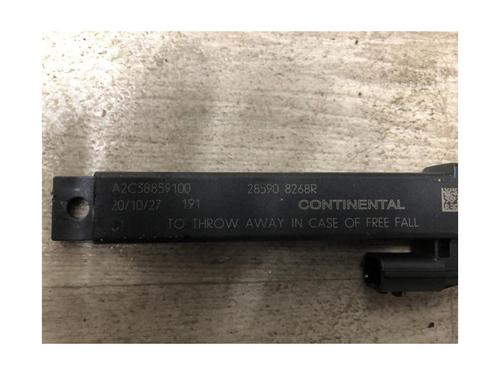 A2C38859100 28590 8268R
20/10/27 191 CONTINENTAL
TO THROW AWAY IN CASE OF FREE FALL